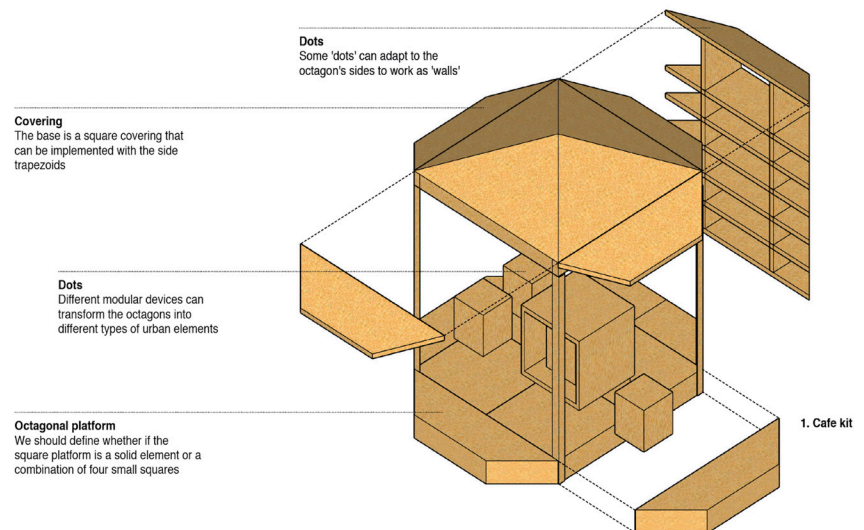 Dots
Some 'dots' can adapt to the
octagon's sides to work as 'walls'
Covering
The base is a square covering that
can be implemented with the side
trapezoids
Dots
Different modular devices can
transform the octagons into
different types of urban elements
Octagonal platform
We should define whether if the
square platform is a solid element or a
combination of four small squares
1. Cafe kit